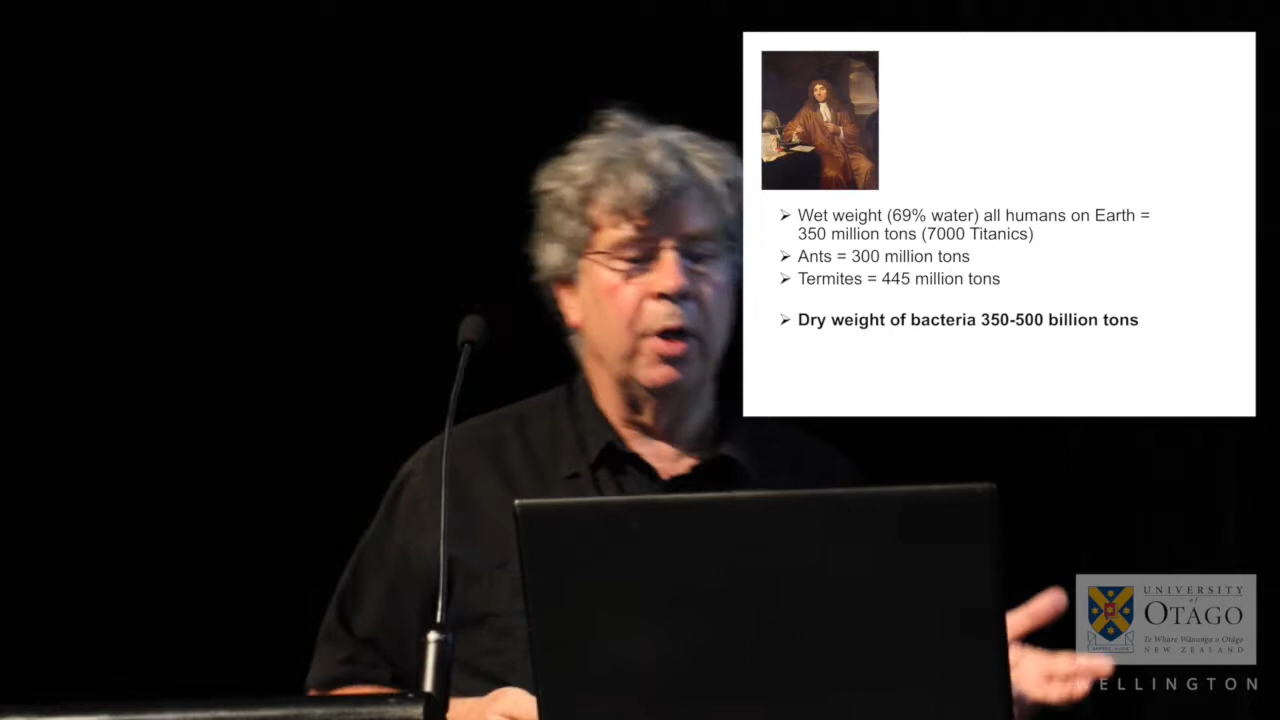 ➢ Wet weight (69% water) all humans on Earth =
350 million tons (7000 Titanics)
➢ Ants = 300 million tons
➢ Termites = 445 million tons
➢ Dry weight of bacteria 350-500 billion tons
UNIVERSITY
of
OTAGO
Te Whare Wānanga o Otāgo
NEW ZEALAND
ELLINGTON